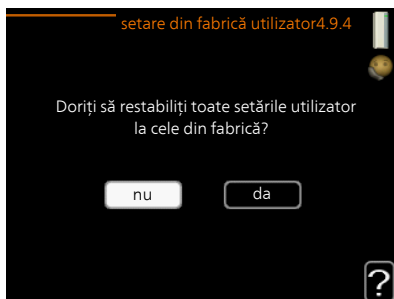 setare din fabrică utilizator4.9.4
Doriți să restabiliți toate setările utilizator
la cele din fabrică?
nu da
?